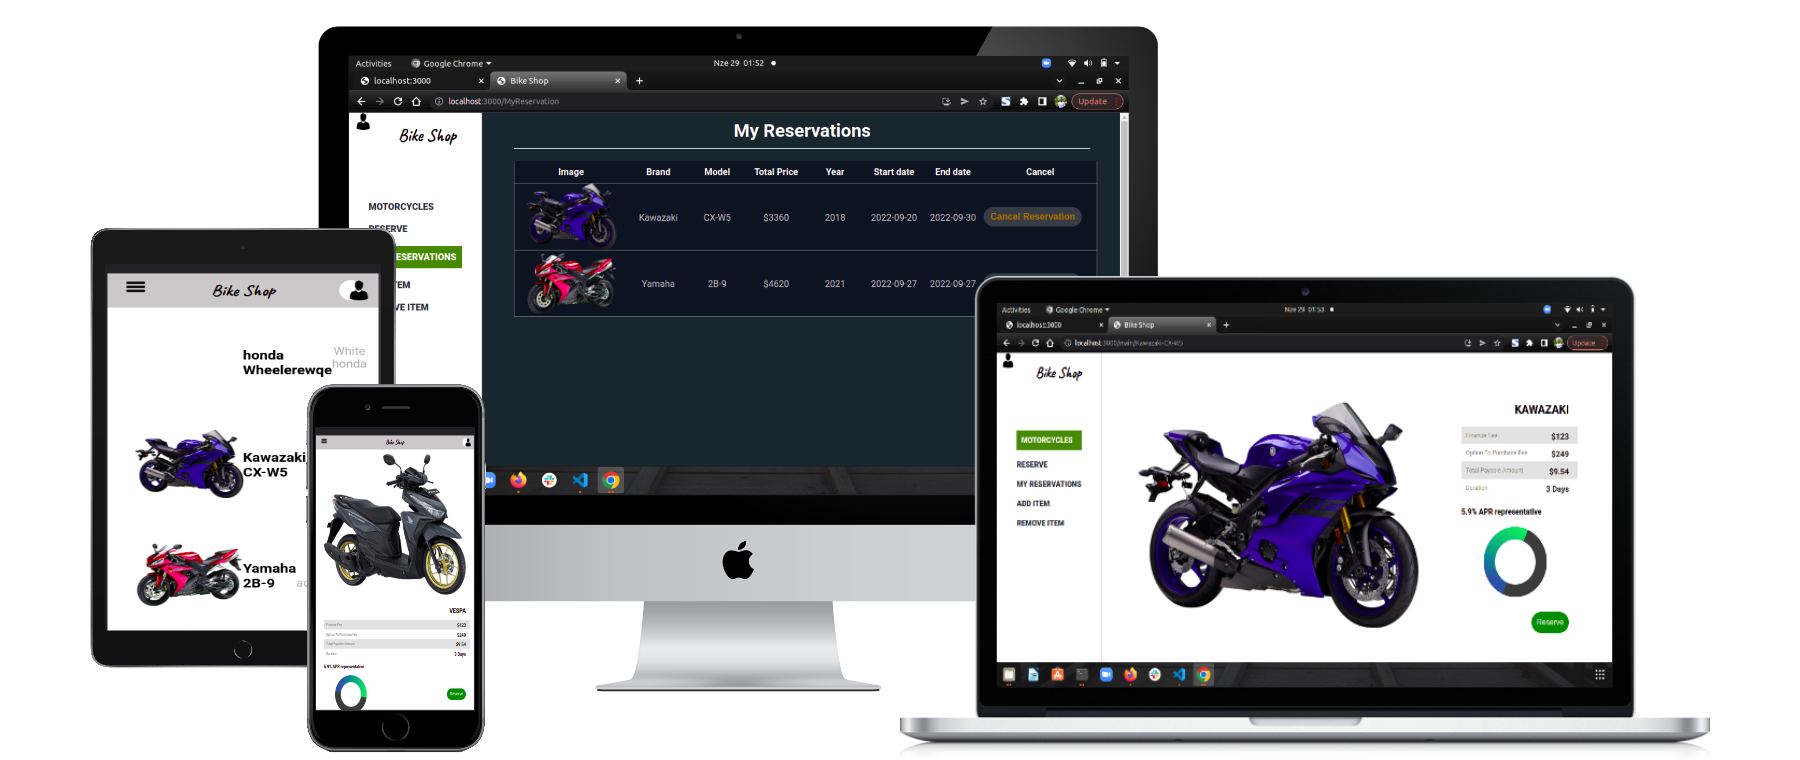 Activities Google Chrome Nze 29 01:52
localhost:3000 Bike Shop
localhost:3000/MyReservation Update
Bike Shop
MOTORCYCLES
RESERVE
ESERVATIONS
TEM
VE ITEM
My Reservations
Image Brand Model Total Price Year Start date End date Cancel
Kawazaki CX-W5 $3360 2018 2022-09-20 2022-09-30 Cancel Reservation
Yamaha 2B-9 $4620 2021 2022-09-27 2022-09-27
Bike Shop
honda
Wheelerewqe
White
honda
Kawazaki
CX-W5
Yamaha
2B-9
ac
Bike Shop
VESPA
Finance Fee $123
Option To Purchase Fee $249
Total Payable Amount $9.54
Duration 3 Days
5.9% APR representative
Reserve
Activities Google Chrome Nze 29 01:53
localhost:3000 Bike Shop
localhost:3000/main/Kawazaki-CX-W5 Update
Bike Shop
MOTORCYCLES
RESERVE
MY RESERVATIONS
ADD ITEM
REMOVE ITEM
KAWAZAKI
Finance Fee $123
Option To Purchase Fee $249
Total Payable Amount $9.54
Duration 3 Days
5.9% APR representative
Reserve